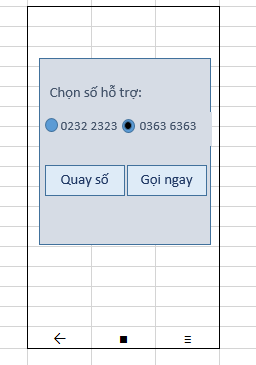 Chọn số hỗ trợ:
0232 2323 0363 6363
Quay số Gọi ngay